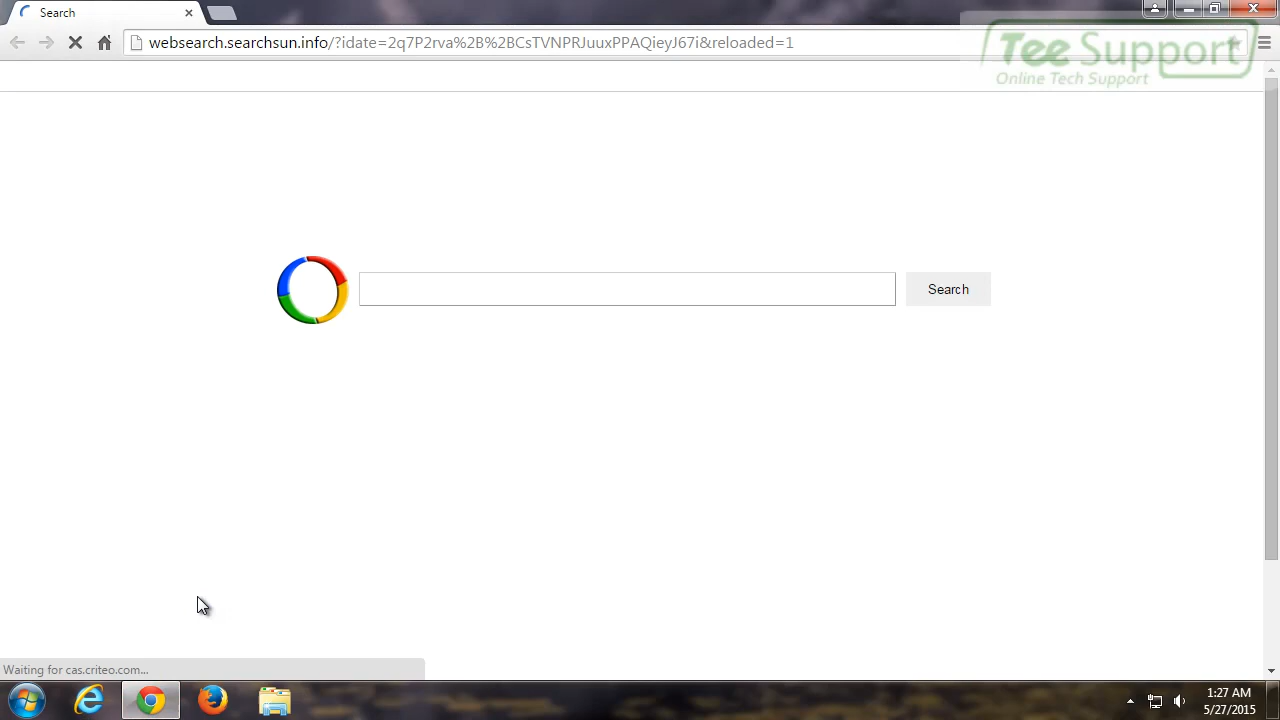 Search
websearch.searchsun.info/?idate=2q7P2rva%2B%2BCsTVPPRJuuxPPAQieyJ67i&reloaded=1
Tee Support
Online Tech Support
Search
Waiting for cas.criteo.com...
1:27 AM
5/27/2015